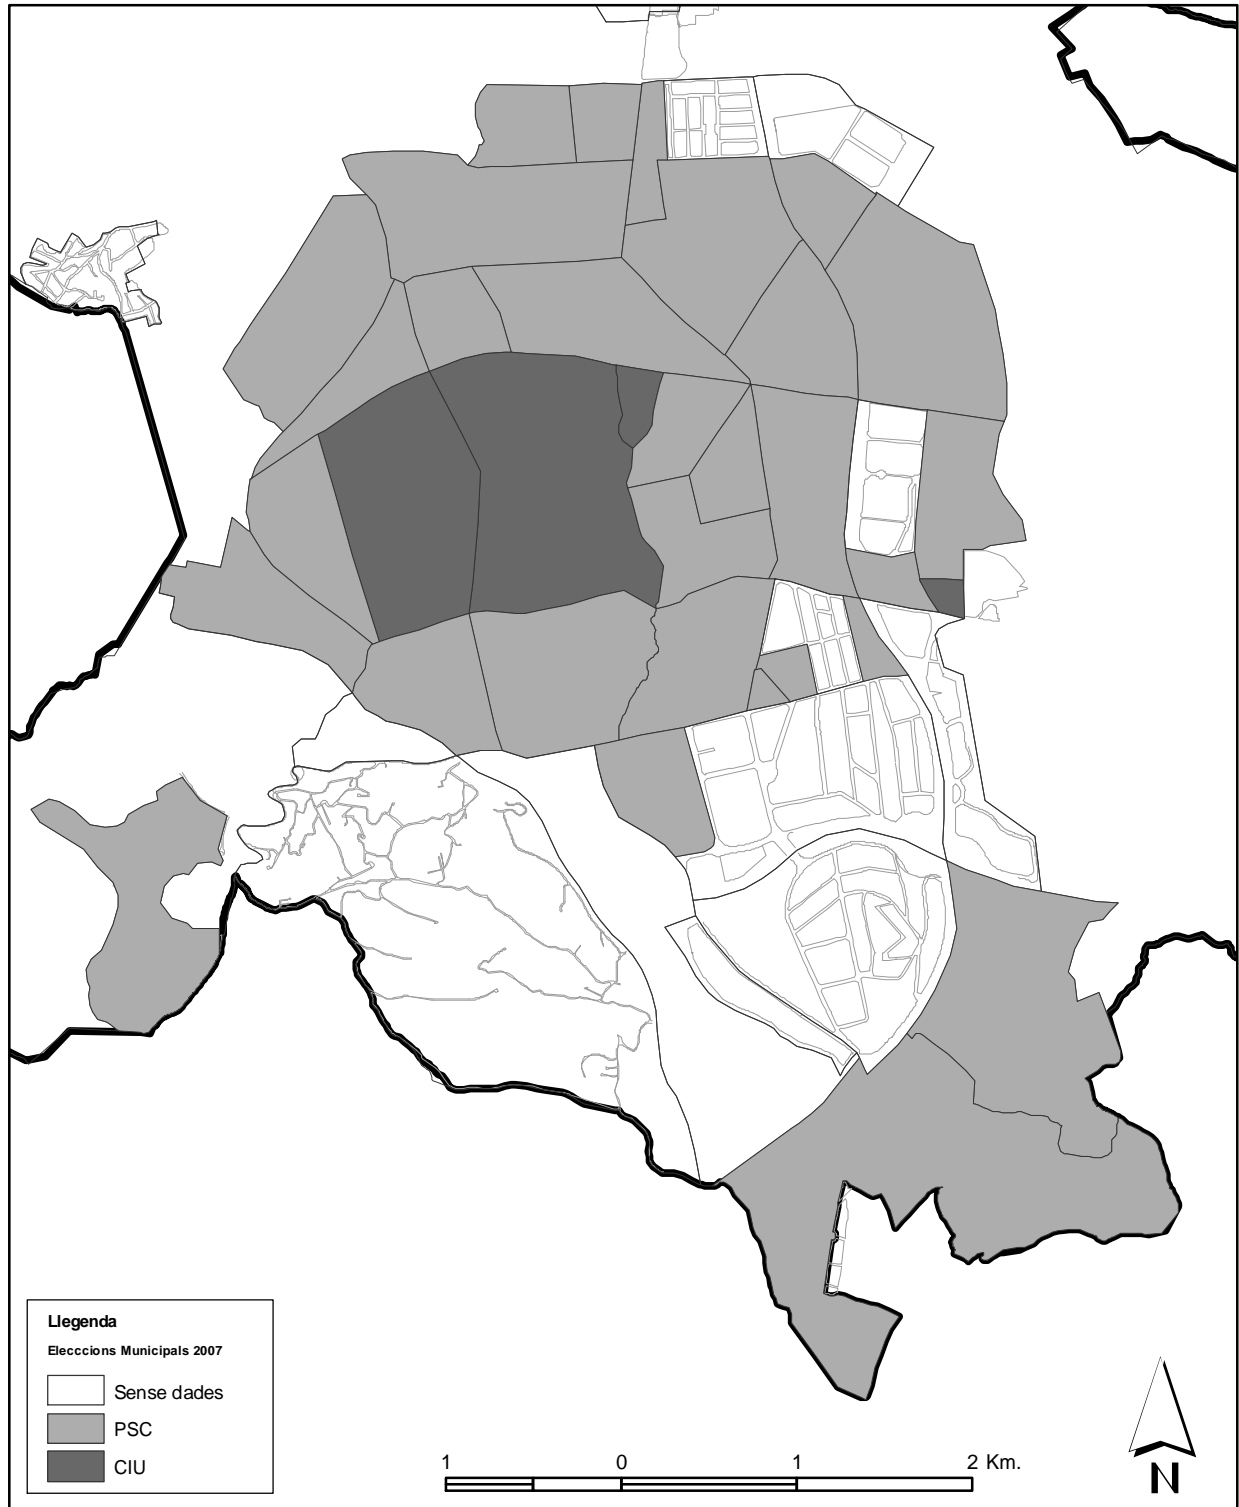 Llegenda
Elecccions Municipals 2007
Sense dades
PSC
CIU
1 0 1 2 Km.
N